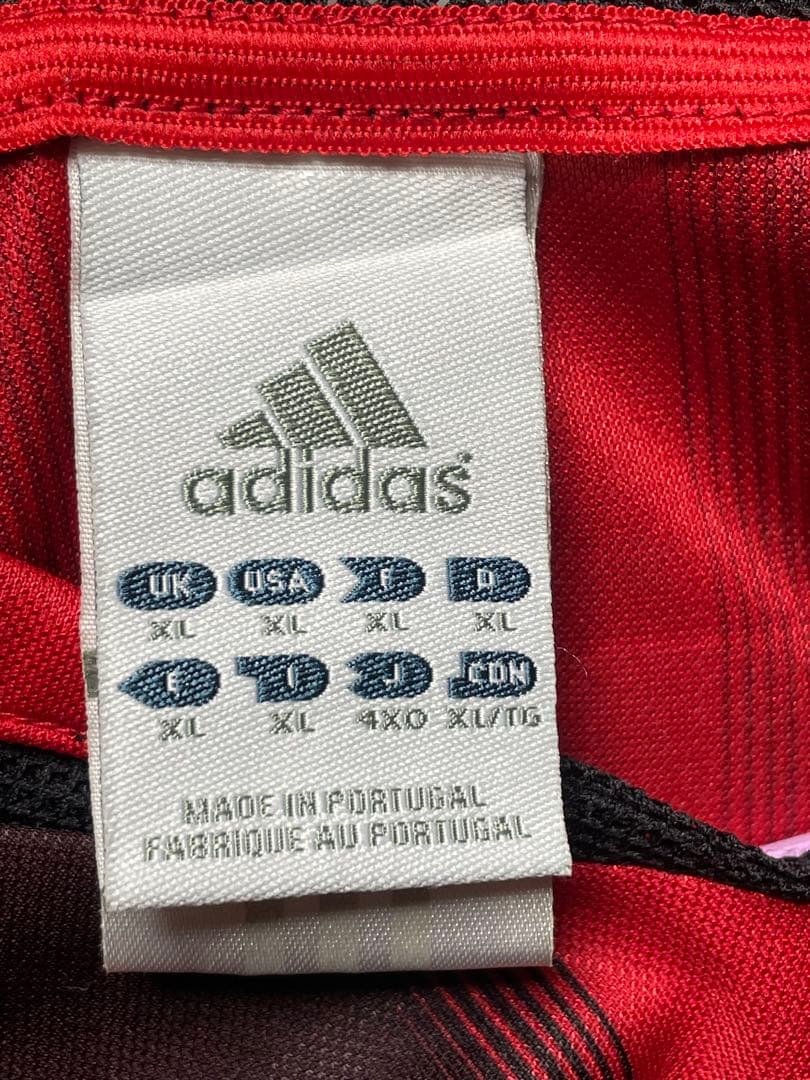 adidas
UK USA F D
XL XL XL XL
E I J CDN
XL XL 4XO XL/TG
MADE IN PORTUGAL
FABRIQUE AU PORTUGAL